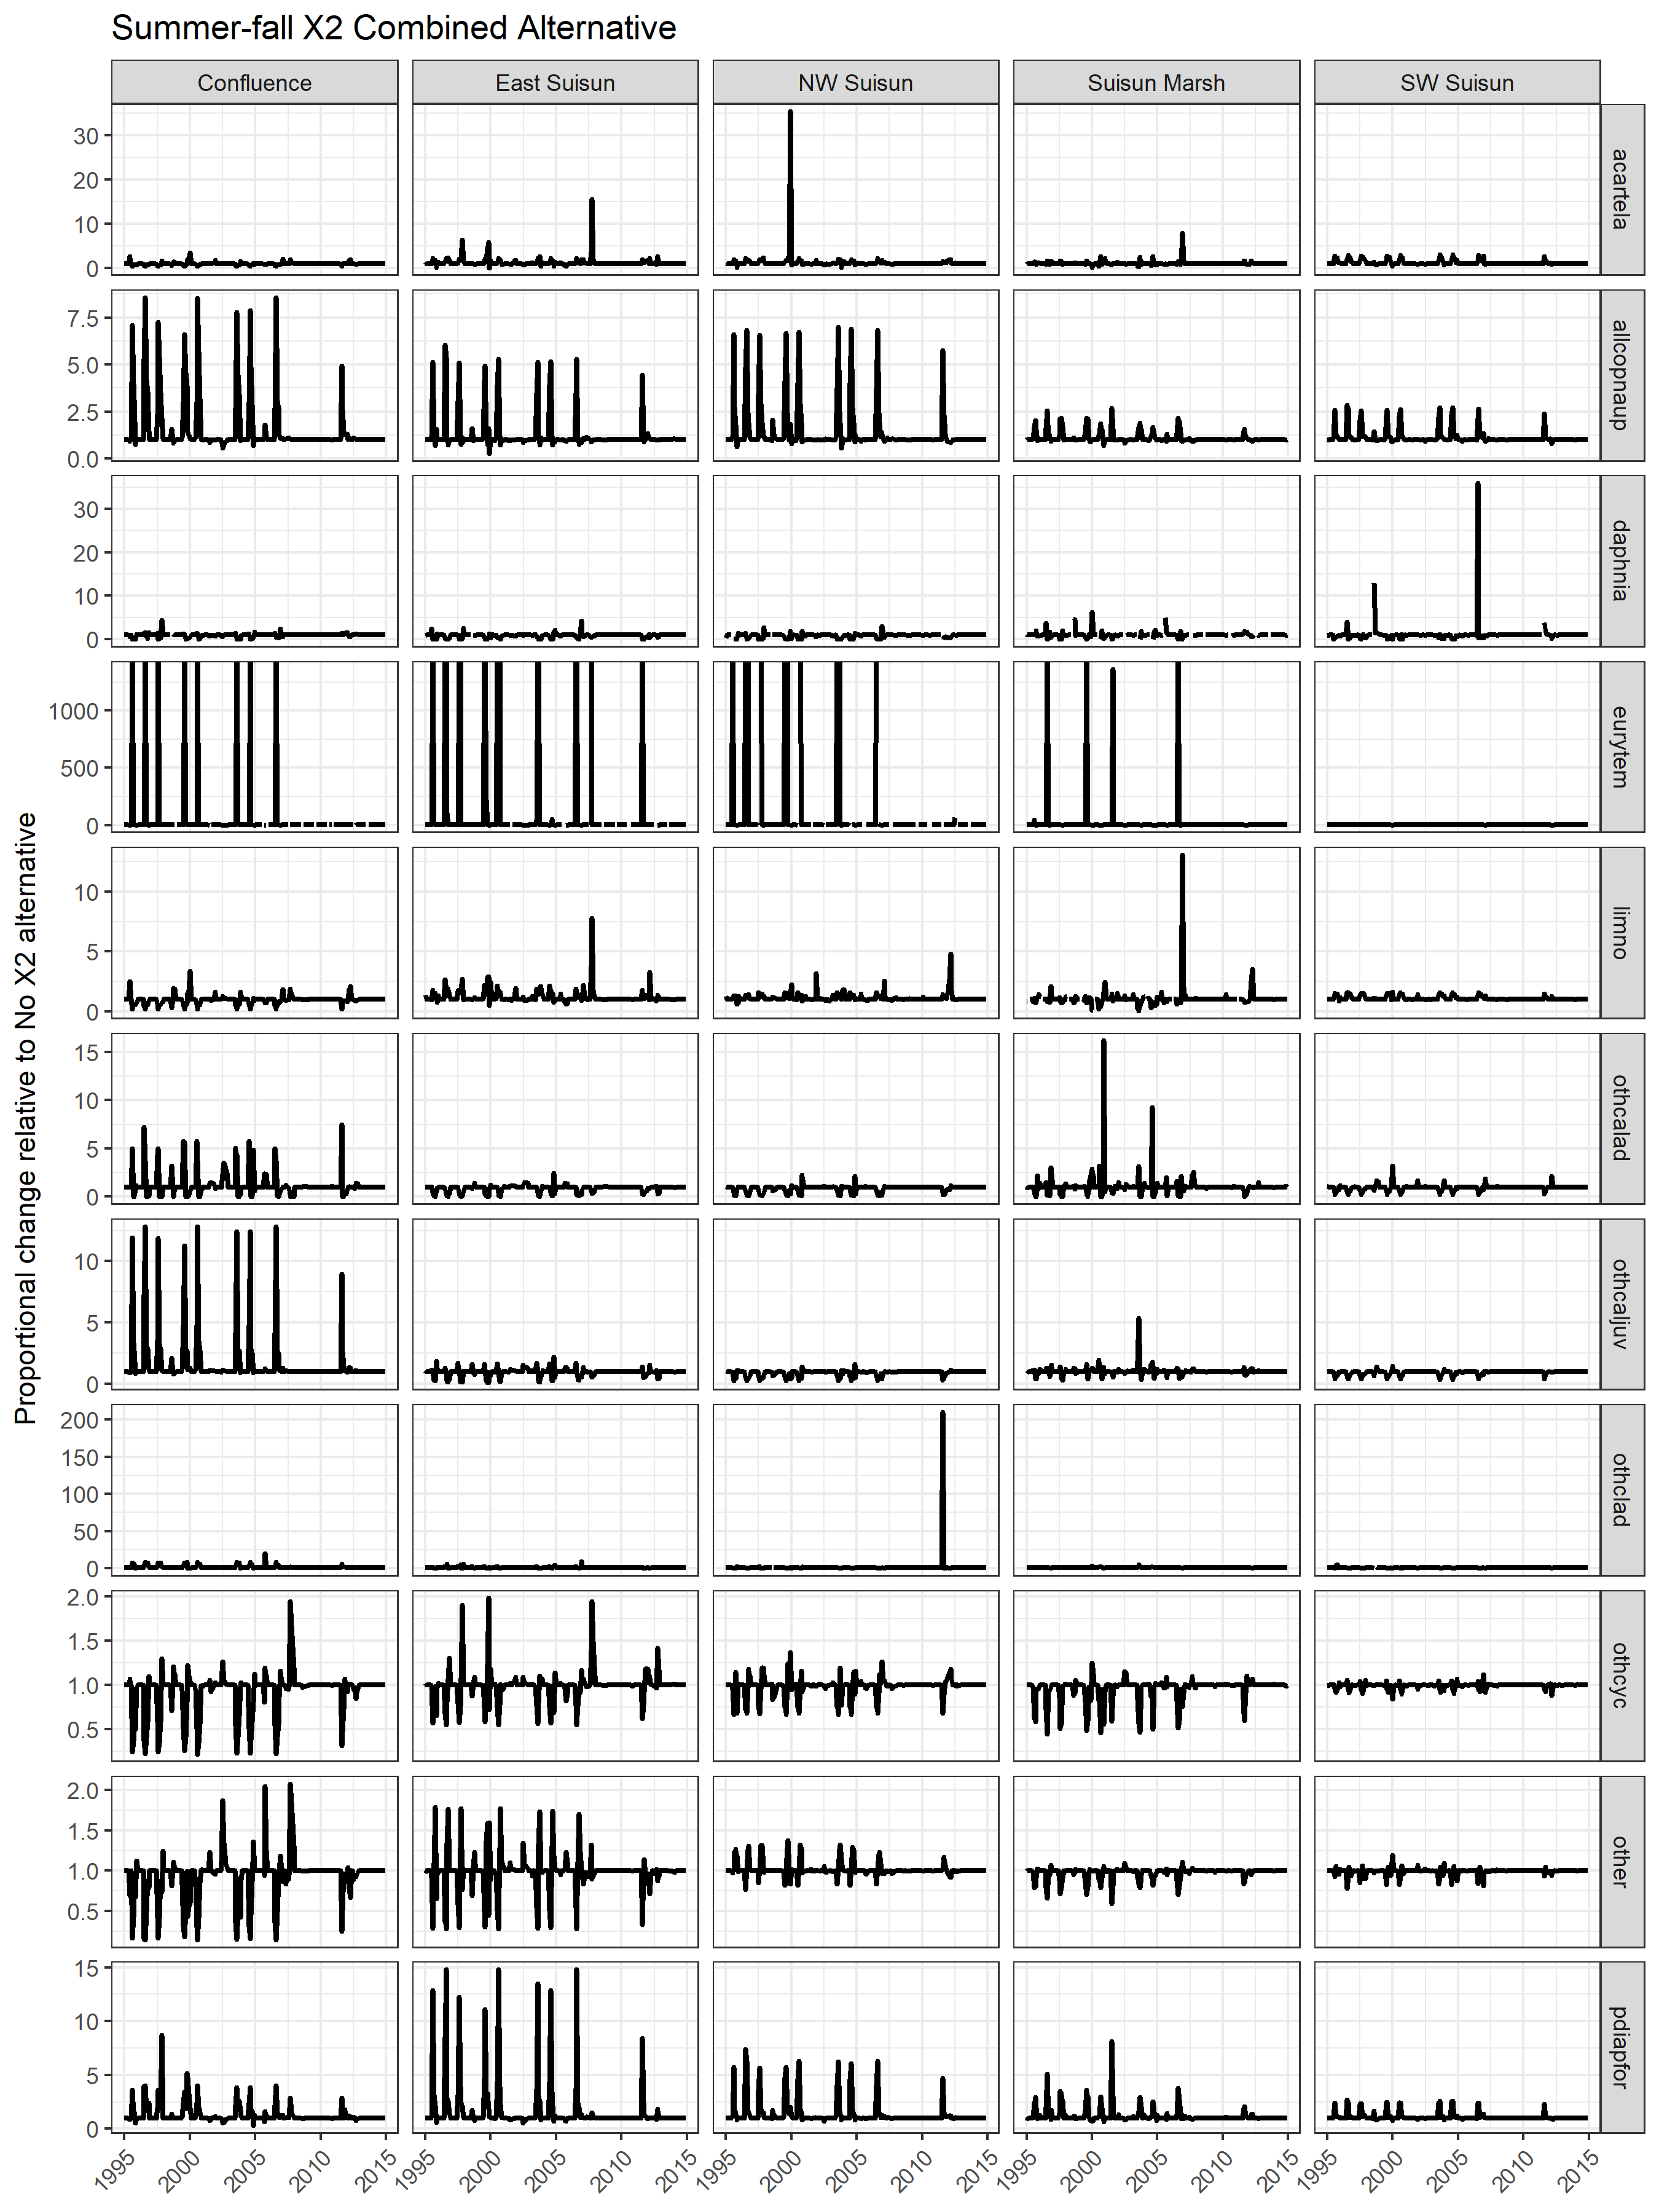 Summer-fall X2 Combined Alternative
Confluence
East Suisun
NW Suisun
Suisun Marsh
SW Suisun
Proportional change relative to No X2 alternative
30
20
10
0
acartela
7.5
5.0
2.5
0.0
allcopnaup
30
20
10
0
daphnia
1000
500
0
eurytem
10
5
0
limno
15
10
5
0
othcalad
10
5
0
othcaljuv
200
150
100
50
0
othclad
2.0
1.5
1.0
0.5
othcyc
2.0
1.5
1.0
0.5
other
15
10
5
0
pdiapfor
1995 2000 2005 2010 2015
1995 2000 2005 2010 2015
1995 2000 2005 2010 2015
1995 2000 2005 2010 2015
1995 2000 2005 2010 2015